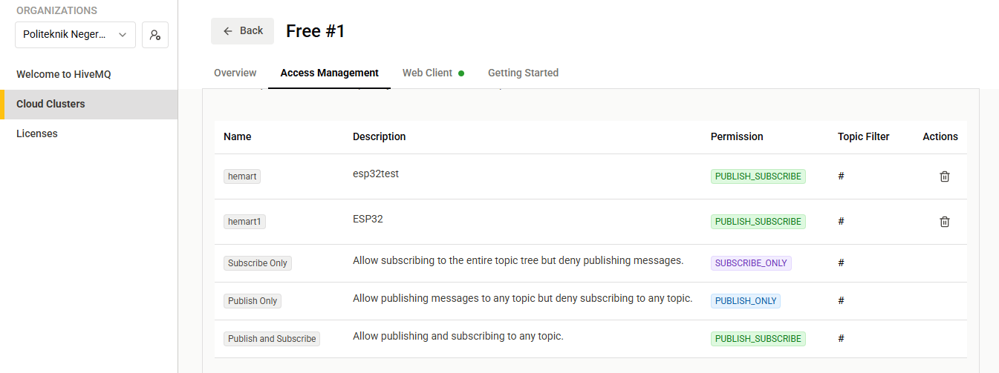 ORGANIZATIONS
Politeknik Neger...
Welcome to HiveMQ
Cloud Clusters
Licenses
Back Free #1
Overview Access Management Web Client Getting Started
Name Description Permission Topic Filter Actions
hemart esp32test PUBLISH_SUBSCRIBE #
hemart1 ESP32 PUBLISH_SUBSCRIBE #
Subscribe Only Allow subscribing to the entire topic tree but deny publishing messages. SUBSCRIBE_ONLY #
Publish Only Allow publishing messages to any topic but deny subscribing to any topic. PUBLISH_ONLY #
Publish and Subscribe Allow publishing and subscribing to any topic. PUBLISH_SUBSCRIBE #